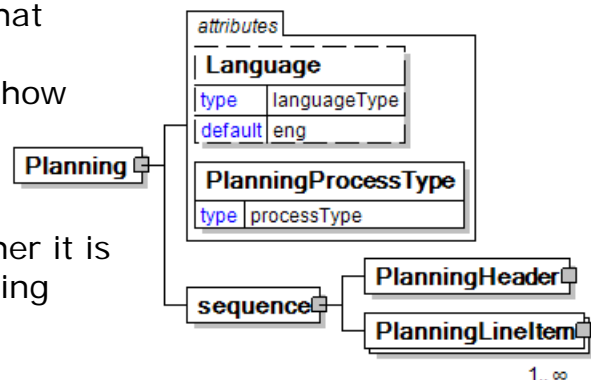 hat
how
her it is
ing
attributes
Language
type languageType
default eng
Planning
PlanningProcessType
type processType
sequence
PlanningHeader
PlanningLineItem
1..∞